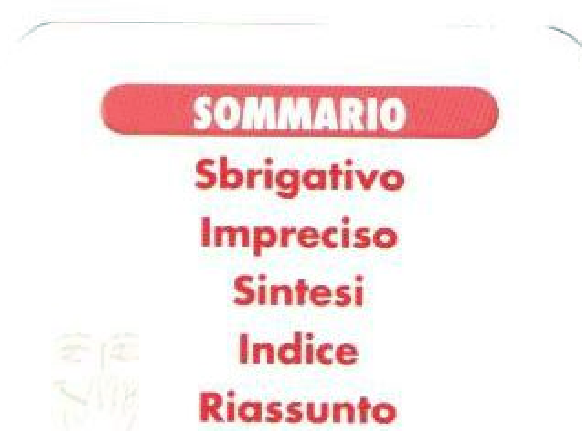 SOMMARIO
Sbrigativo
Impreciso
Sintesi
Indice
Riassunto